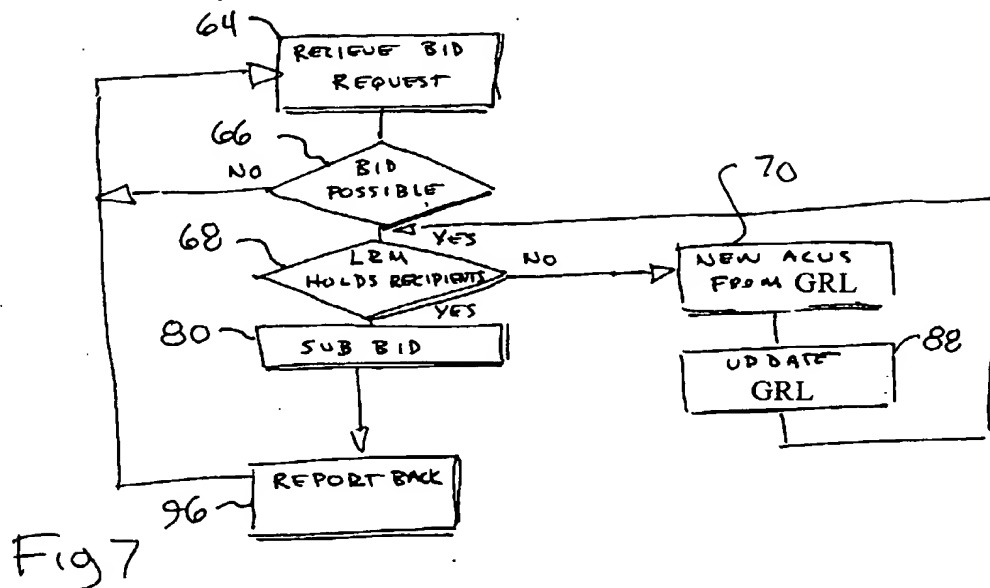 64
RECIEVE BID
REQUEST
66
NO
BID
POSSIBLE
70
YES
68
LRM
HOLDS RECIPIENTS
NO
NEW ACUS
FROM GRL
YES
80
SUB BID
UPDATE
GRL
88
REPORT BACK
96
Fig 7